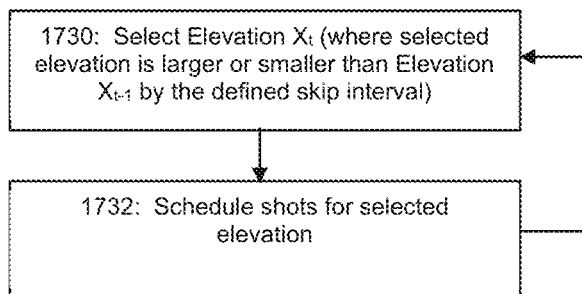 1730: Select Elevation Xt (where selected
elevation is larger or smaller than Elevation
Xt-1 by the defined skip interval)
1732: Schedule shots for selected
elevation